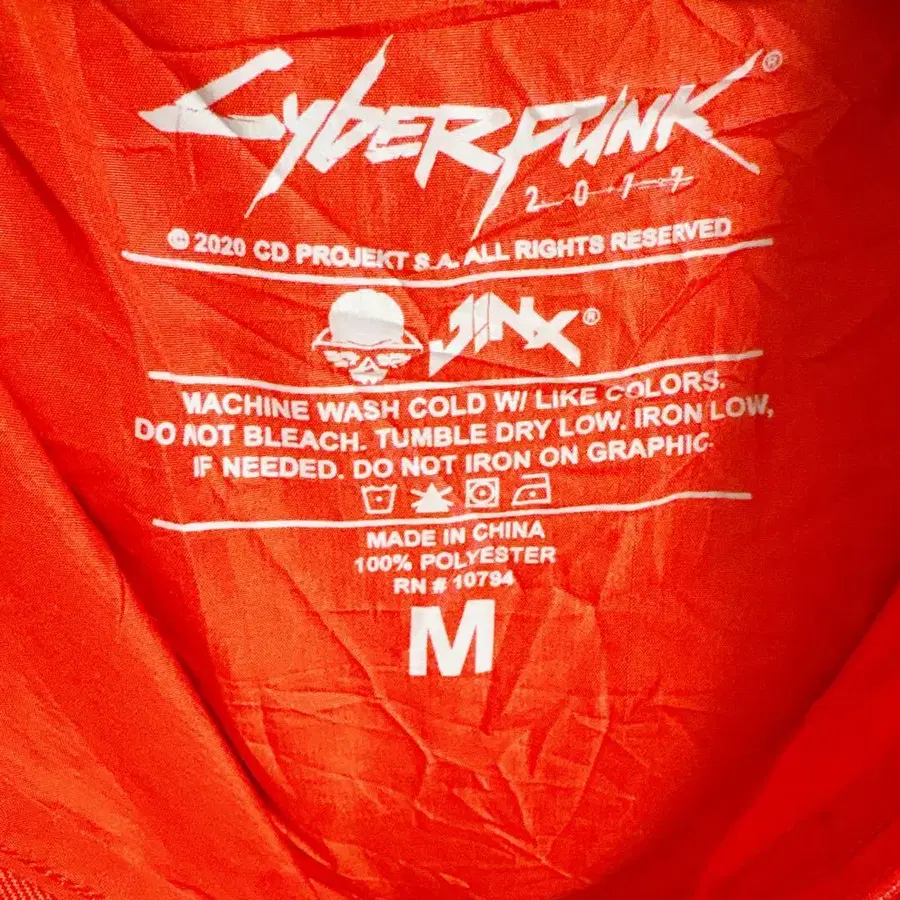 CYBERPUNK®
2077
© 2020 CD PROJEKT S.A. ALL RIGHTS RESERVED
JINX®
MACHINE WASH COLD W/ LIKE COLORS.
DO NOT BLEACH. TUMBLE DRY LOW. IRON LOW,
IF NEEDED. DO NOT IRON ON GRAPHIC.
MADE IN CHINA
100% POLYESTER
RN # 10794
M